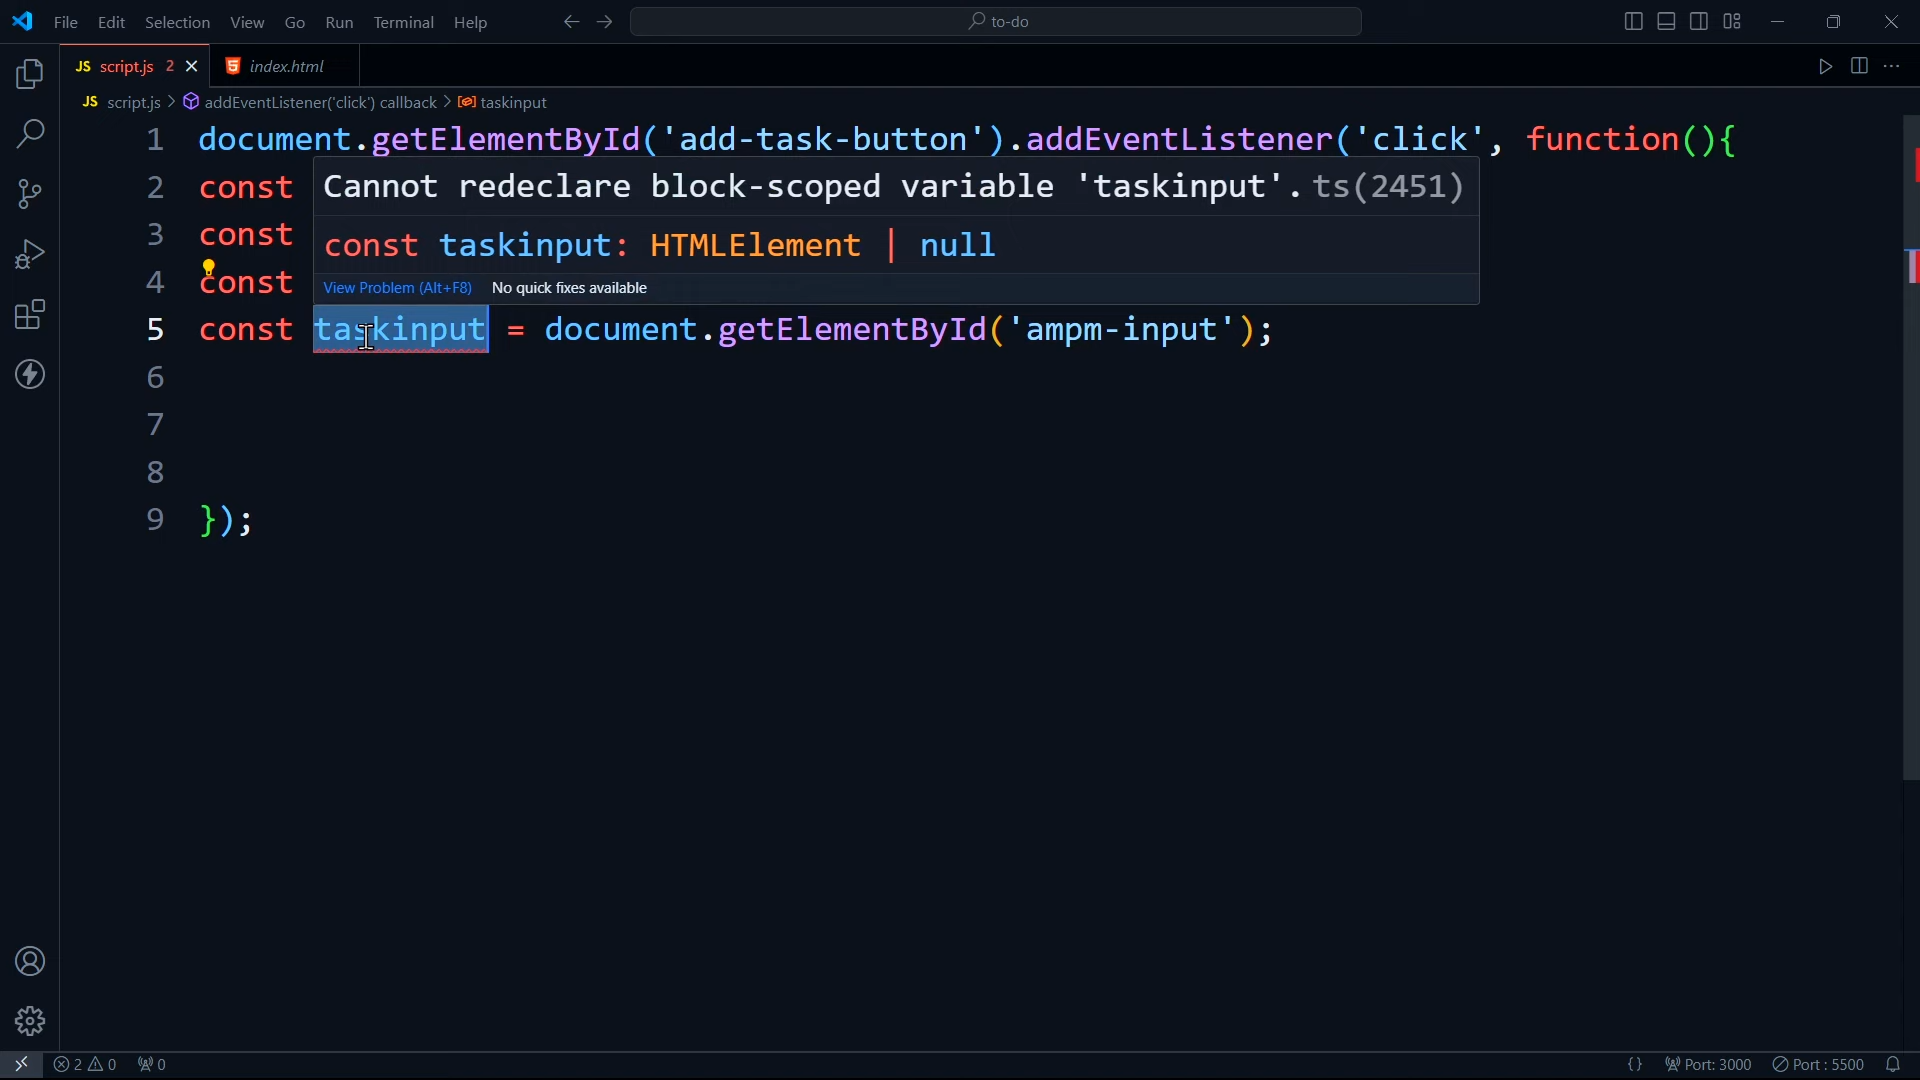 File Edit Selection View Go Run Terminal Help
to-do
JS script.js 2
index.html
JS script.js > addEventListener('click') callback > taskinput
1 document.getElementById('add-task-button').addEventListener('click', function(){
2 const
3 const
4 const
Cannot redeclare block-scoped variable 'taskinput'. ts(2451)
const taskinput: HTMLElement | null
View Problem (Alt+F8) No quick fixes available
5 const taskinput = document.getElementById('ampm-input');
6
7
8
9 });
2 0 0
{} Port: 3000 Port : 5500